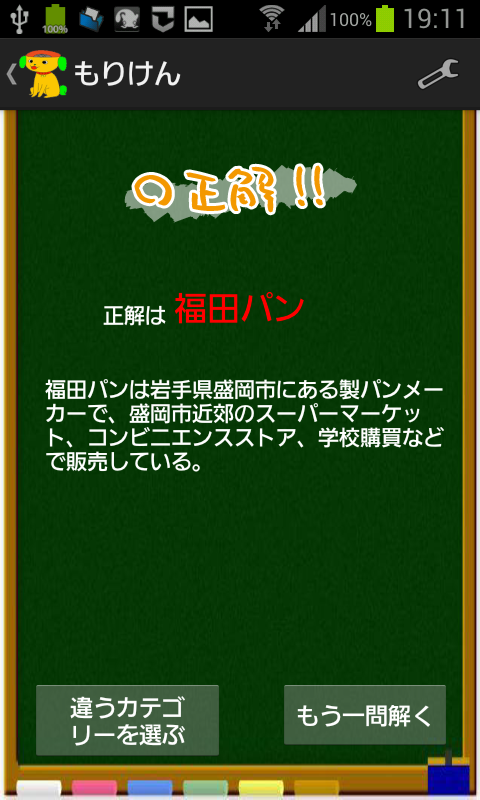 100%
100%
19:11
もりけん
の正解!!
正解は 福田パン
福田パンは岩手県盛岡市にある製パンメー
カーで、盛岡市近郊のスーパーマーケッ
ト、コンビニエンスストア、学校購買など
で販売している。
違うカテゴ
リーを選ぶ
もう一問解く